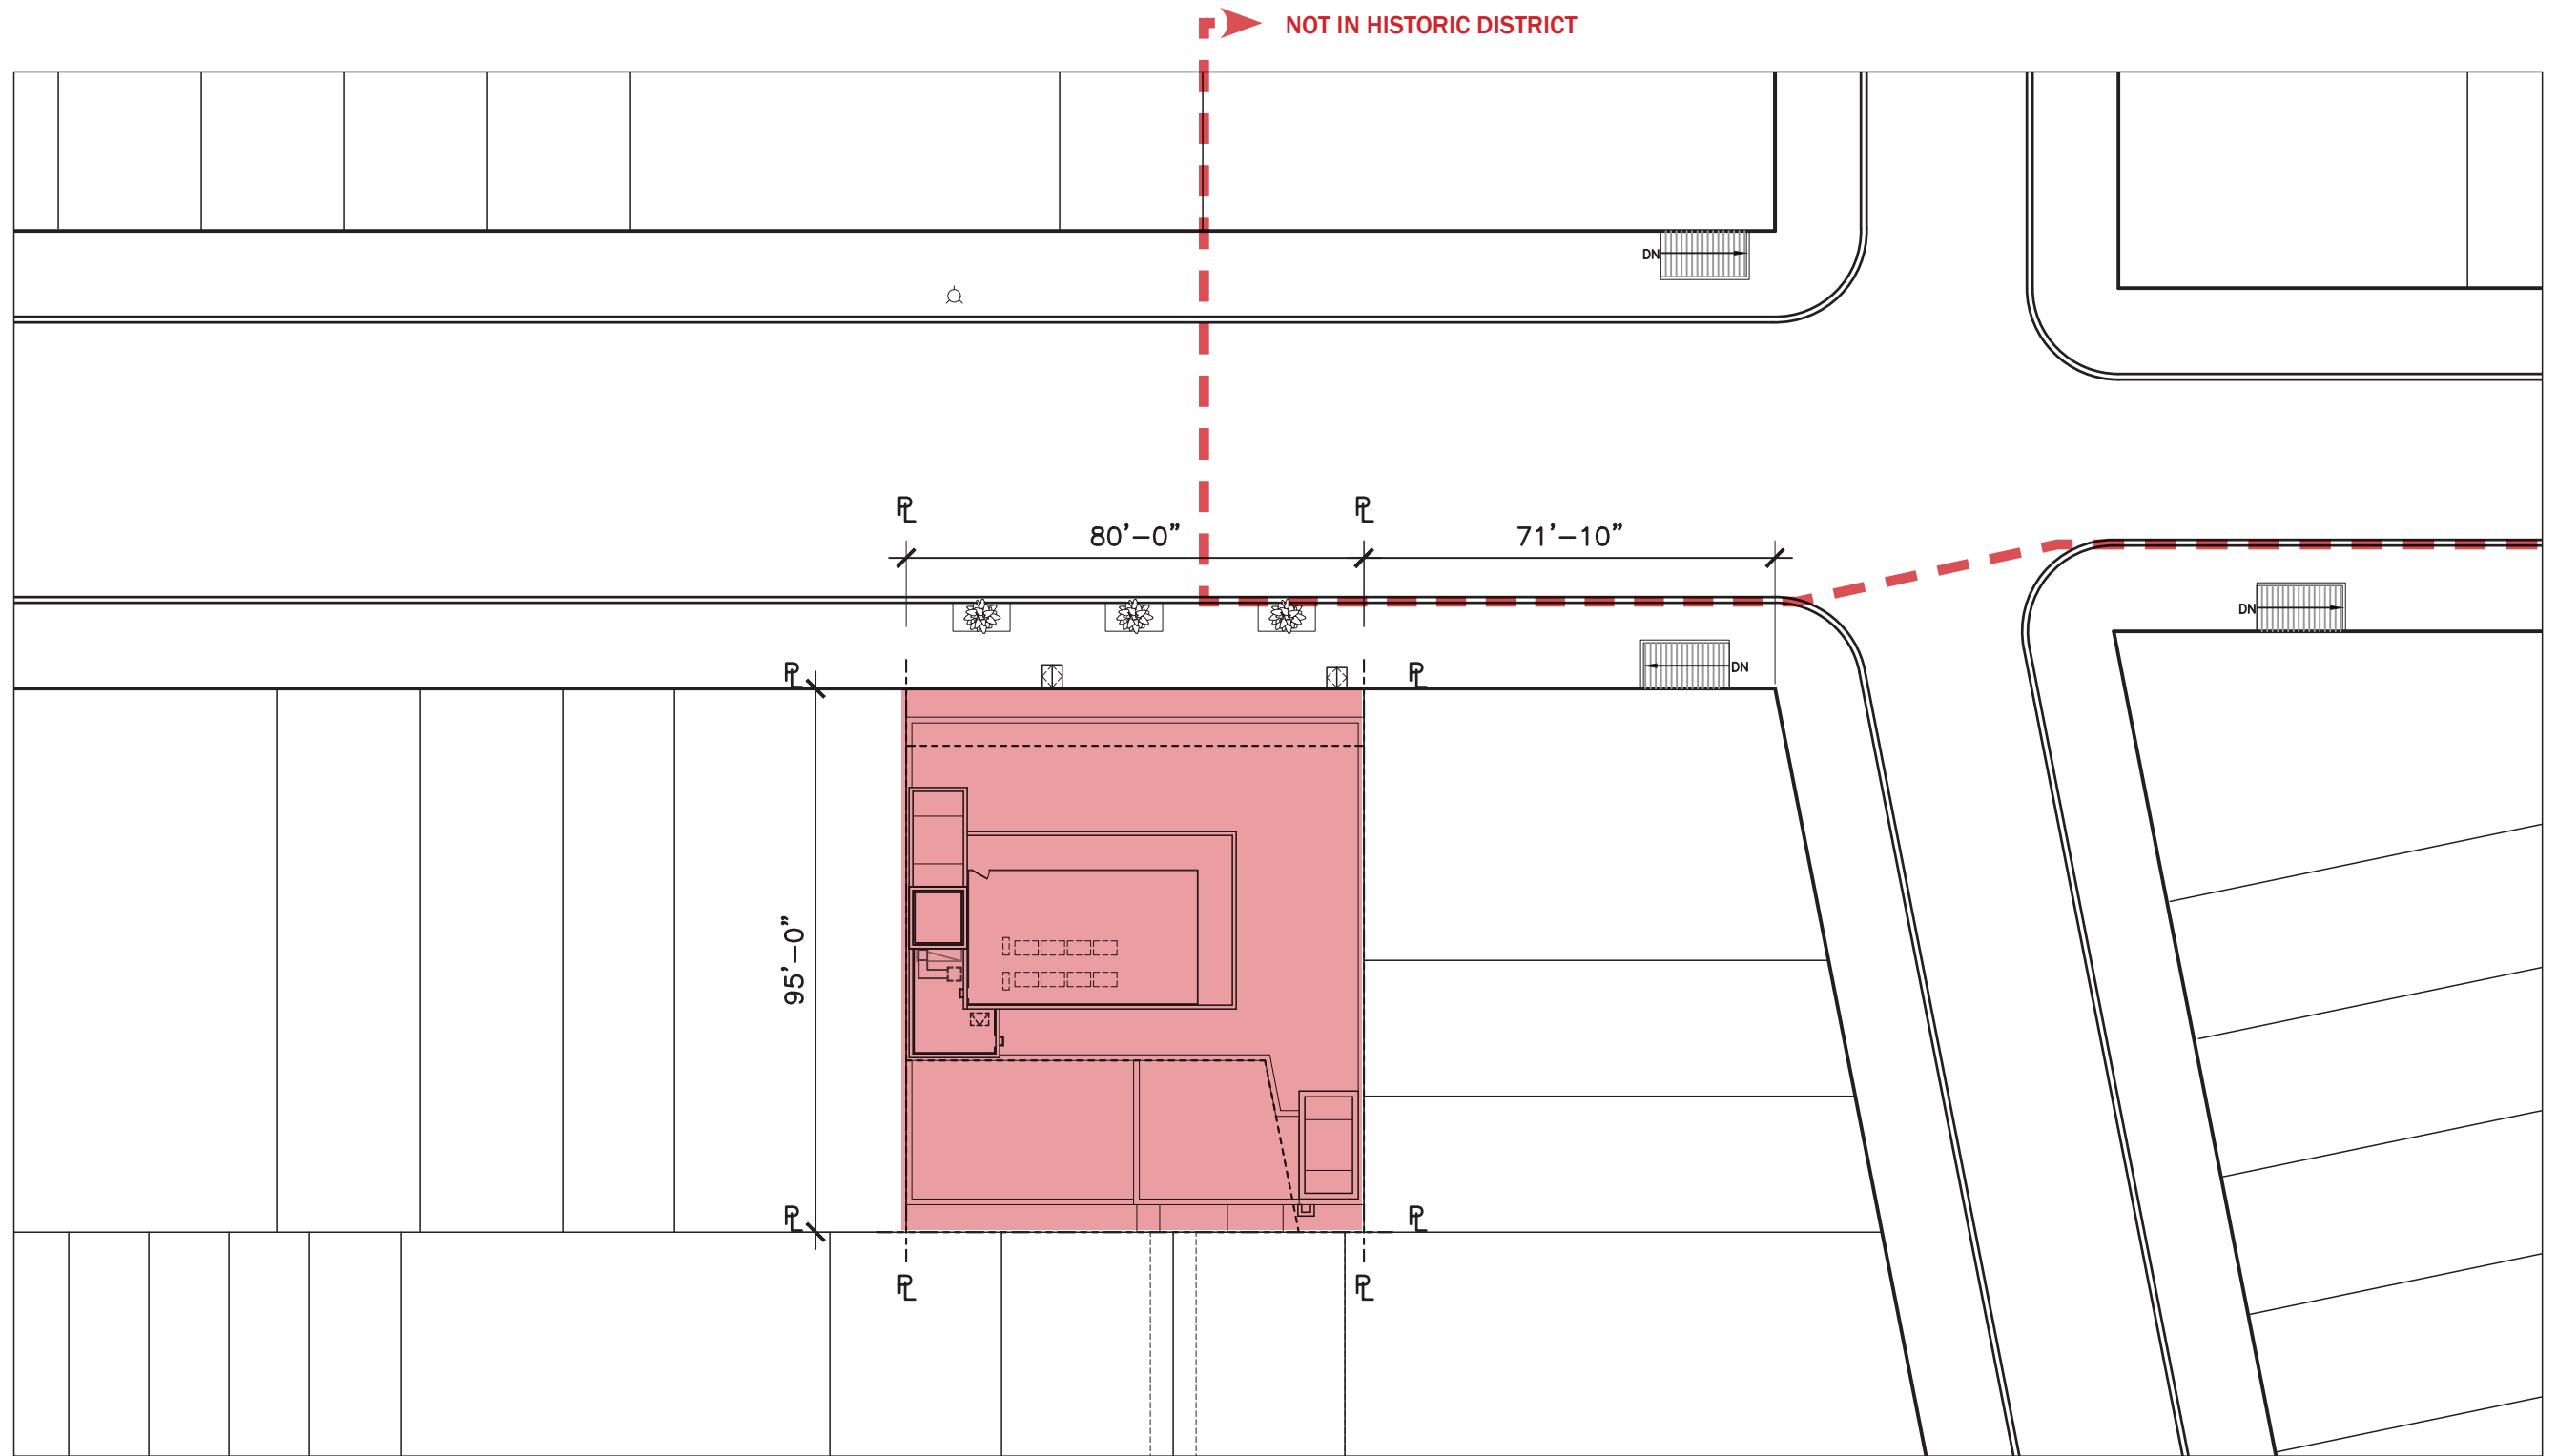 NOT IN HISTORIC DISTRICT
DN
PL
PL
80’–0”
71’–10”
DN
PL
PL
DN
95’–0”
PL
PL
PL
PL